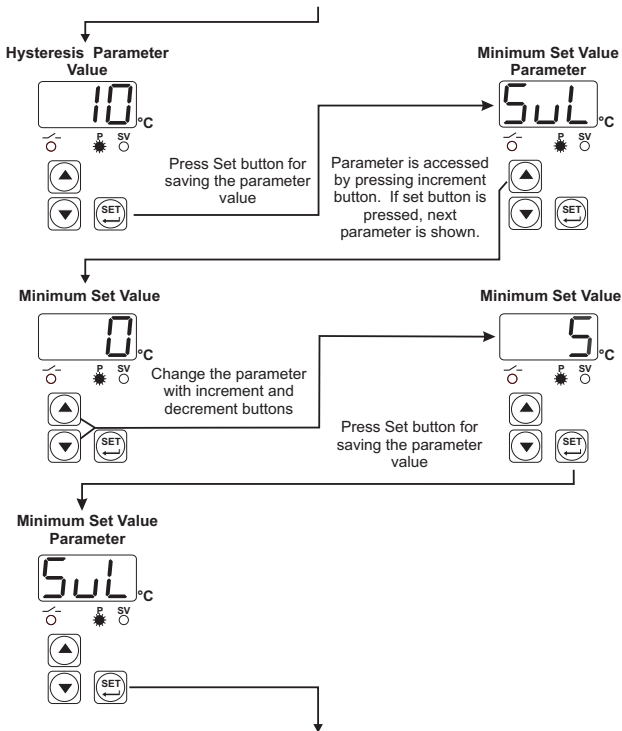 Hysteresis Parameter
Value
10
°C
P SV
SET
Press Set button for
saving the parameter
value
Parameter is accessed
by pressing increment
button. If set button is
pressed, next
parameter is shown.
Minimum Set Value
Parameter
SuL
°C
P SV
SET
Minimum Set Value
0
°C
P SV
SET
Change the parameter
with increment and
decrement buttons
Minimum Set Value
5
°C
P SV
SET
Press Set button for
saving the parameter
value
Minimum Set Value
Parameter
SuL
°C
P SV
SET